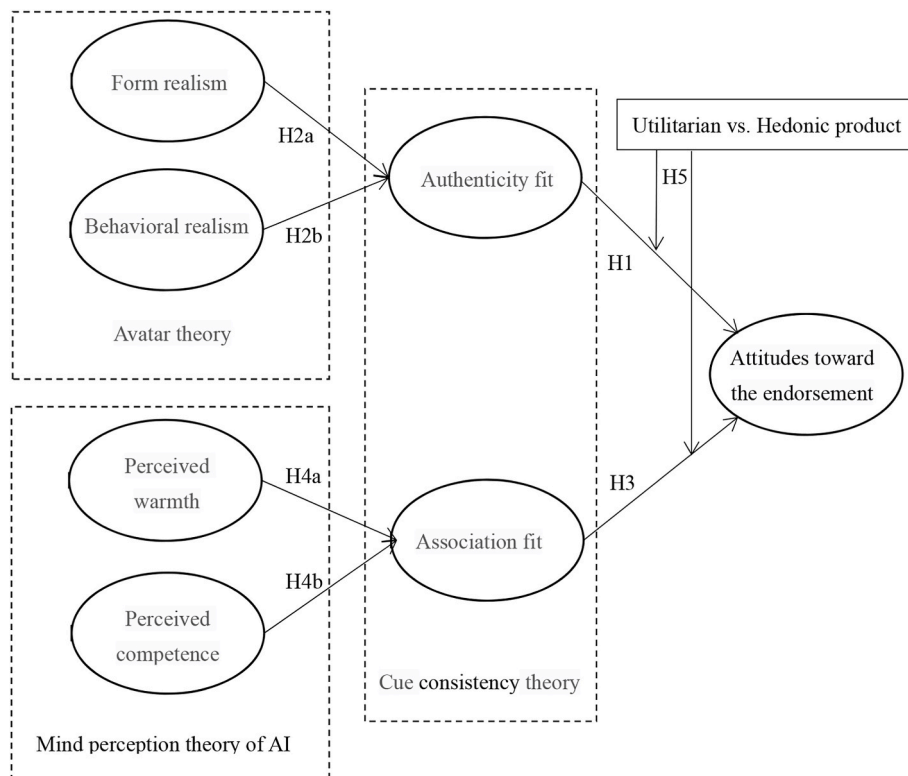 Form realism
H2a
Behavioral realism
H2b
Avatar theory
Perceived
warmth
H4a
Perceived
competence
H4b
Mind perception theory of AI
Authenticity fit
Association fit
Cue consistency theory
Utilitarian vs. Hedonic product
H5
H1
H3
Attitudes toward
the endorsement